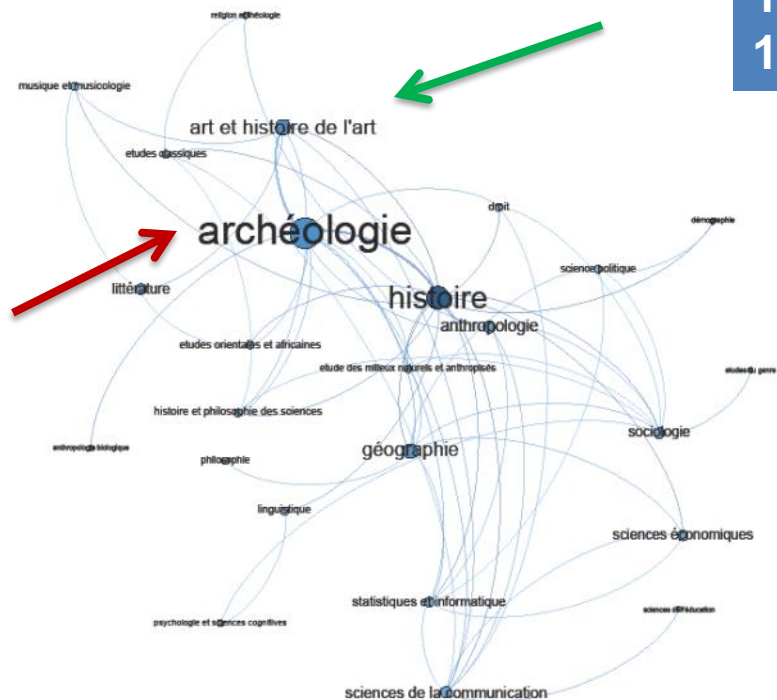 religion et théologie
1
musique et musicologie
art et histoire de l'art
etudes classiques
archéologie
droit
démographie
science politique
littérature
histoire
anthropologie
etudes orientales et africaines
etude des milieux naturels et anthropisés
etudes du genre
histoire et philosophie des sciences
sociologie
anthropologie biologique
géographie
philosophie
linguistique
sciences économiques
statistiques et informatique
sciences de l'éducation
psychologie et sciences cognitives
sciences de la communication